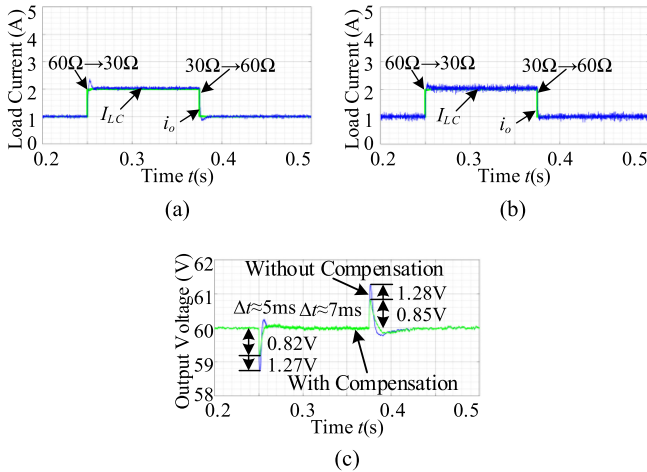 Load Current (A)
5
4
3
2
1
0
60Ω→30Ω
30Ω→60Ω
I_LC
i_o
0.2 0.3 0.4 0.5
Time t(s)
(a)
Load Current (A)
5
4
3
2
1
0
60Ω→30Ω
30Ω→60Ω
I_LC
i_o
0.2 0.3 0.4 0.5
Time t(s)
(b)
Output Voltage (V)
62
61
60
59
58
Without Compensation
1.28V
0.85V
Δt≈5ms Δt≈7ms
0.82V
1.27V
With Compensation
0.2 0.3 0.4 0.5
Time t(s)
(c)